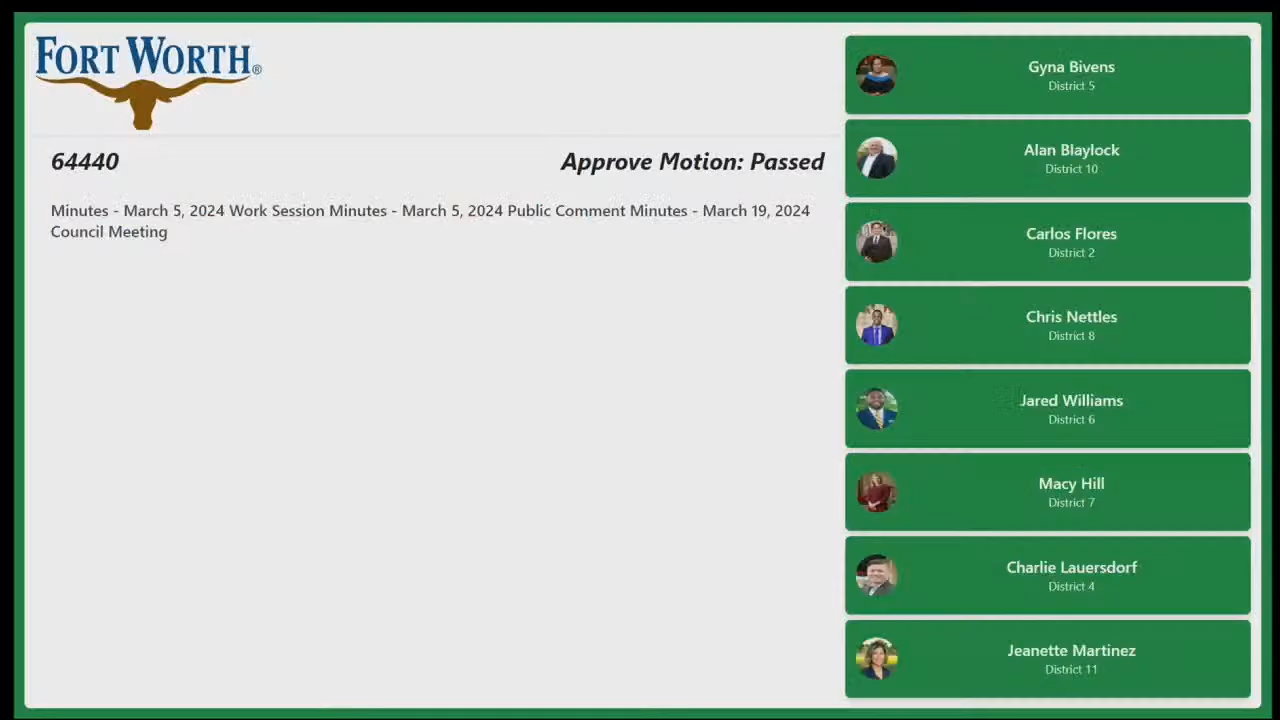 FORT WORTH®
64440
Approve Motion: Passed
Minutes - March 5, 2024 Work Session Minutes - March 5, 2024 Public Comment Minutes - March 19, 2024
Council Meeting
Gyna Bivens
District 5
Alan Blaylock
District 10
Carlos Flores
District 2
Chris Nettles
District 8
Jared Williams
District 6
Macy Hill
District 7
Charlie Lauersdorf
District 4
Jeanette Martinez
District 11